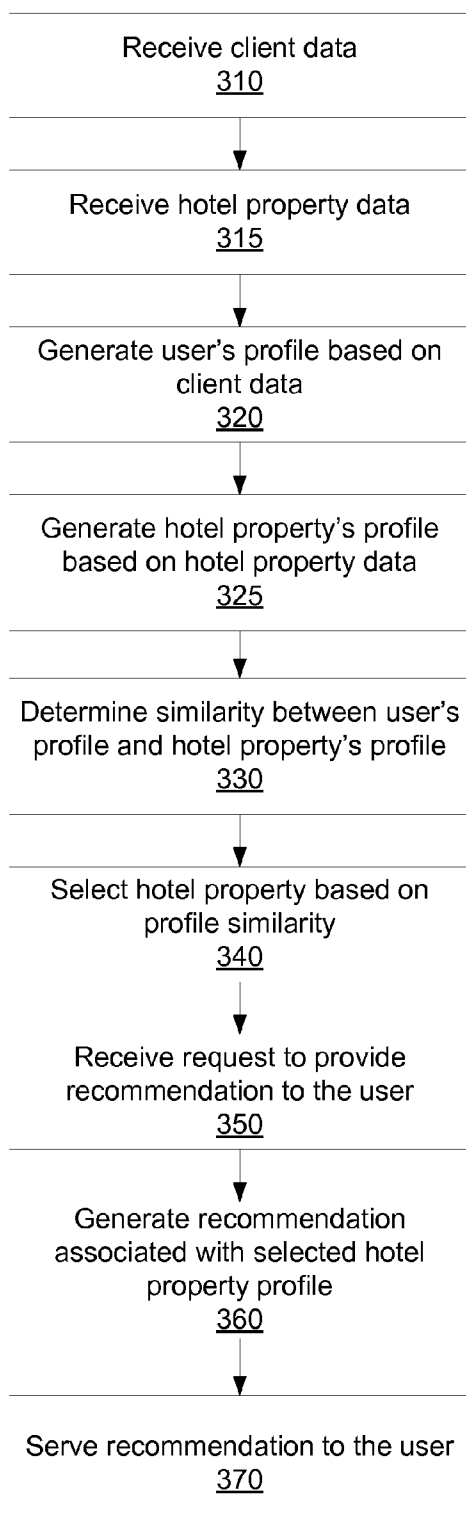 Receive client data
310
Receive hotel property data
315
Generate user's profile based on
client data
320
Generate hotel property's profile
based on hotel property data
325
Determine similarity between user's
profile and hotel property's profile
330
Select hotel property based on
profile similarity
340
Receive request to provide
recommendation to the user
350
Generate recommendation
associated with selected hotel
property profile
360
Serve recommendation to the user
370